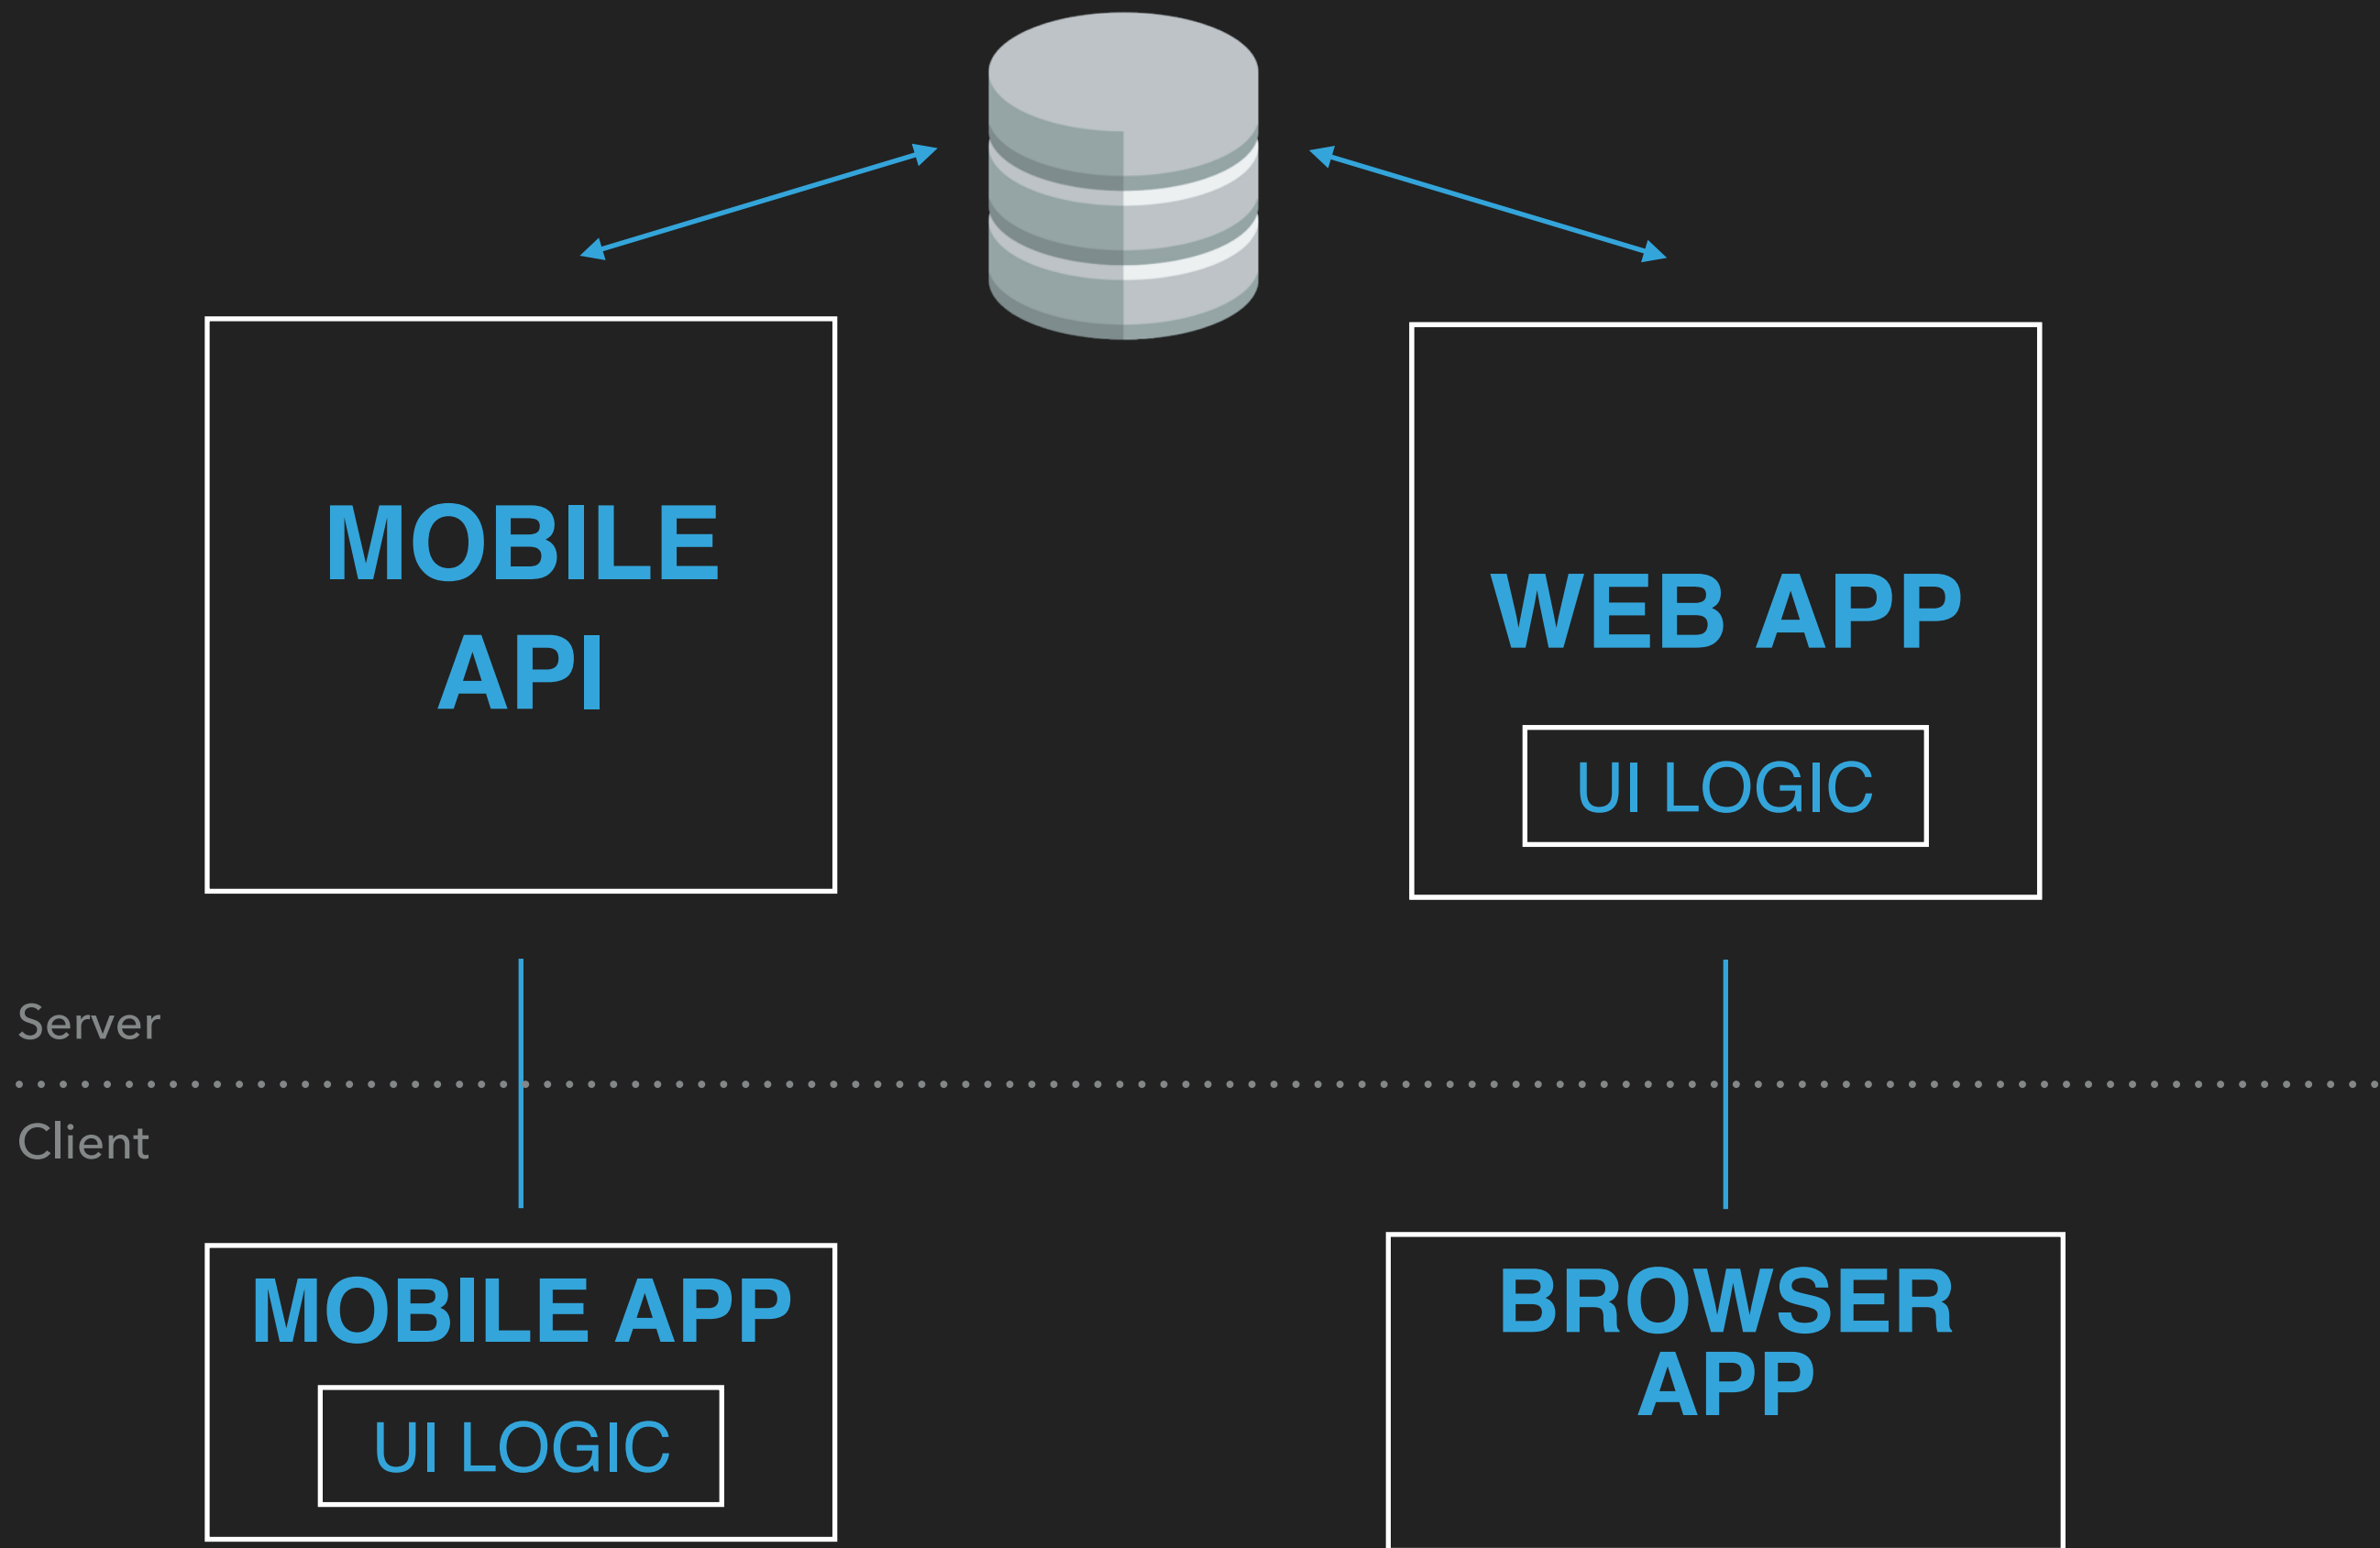 MOBILE
API
WEB APP
UI LOGIC
Server
Client
MOBILE APP
UI LOGIC
BROWSER
APP